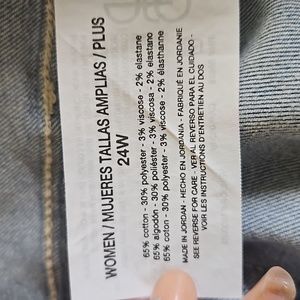 WOMEN / MUJERES TALLAS AMPLIAS / PLUS
24W
65% cotton - 30% polyester - 3% viscose - 2% elastane
65% algodón - 30% poliéster - 3% viscosa - 2% elastano
65% coton - 30% polyester - 3% viscose - 2% élasthanne
MADE IN JORDAN - HECHO EN JORDANIA - FABRIQUÉ EN JORDANIE
SEE REVERSE FOR CARE - VER AL REVERSO PARA EL CUIDADO -
VOIR LES INSTRUCTIONS D'ENTRETIEN AU DOS